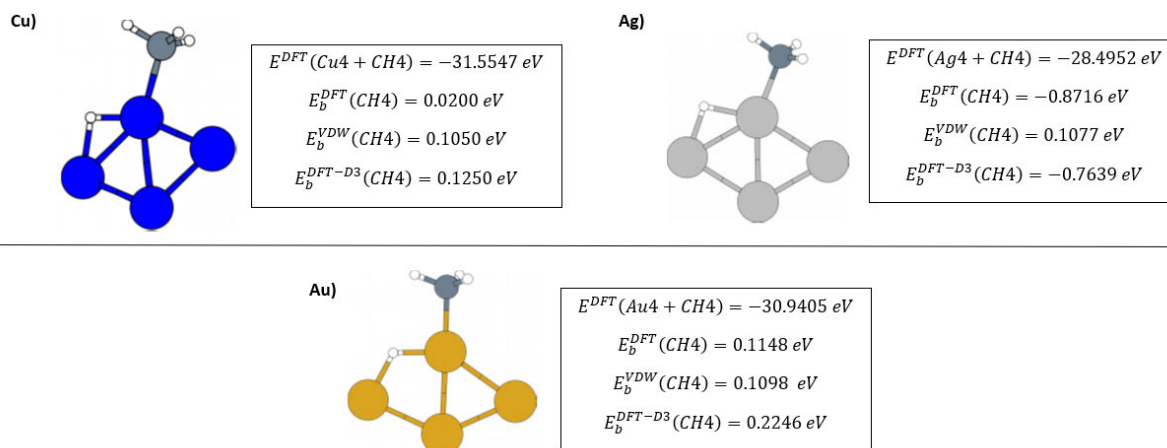 Cu)
E^{DFT}(Cu4 + CH4) = −31.5547 eV
E_b^{DFT}(CH4) = 0.0200 eV
E_b^{VDW}(CH4) = 0.1050 eV
E_b^{DFT−D3}(CH4) = 0.1250 eV
Ag)
E^{DFT}(Ag4 + CH4) = −28.4952 eV
E_b^{DFT}(CH4) = −0.8716 eV
E_b^{VDW}(CH4) = 0.1077 eV
E_b^{DFT−D3}(CH4) = −0.7639 eV
Au)
E^{DFT}(Au4 + CH4) = −30.9405 eV
E_b^{DFT}(CH4) = 0.1148 eV
E_b^{VDW}(CH4) = 0.1098 eV
E_b^{DFT−D3}(CH4) = 0.2246 eV